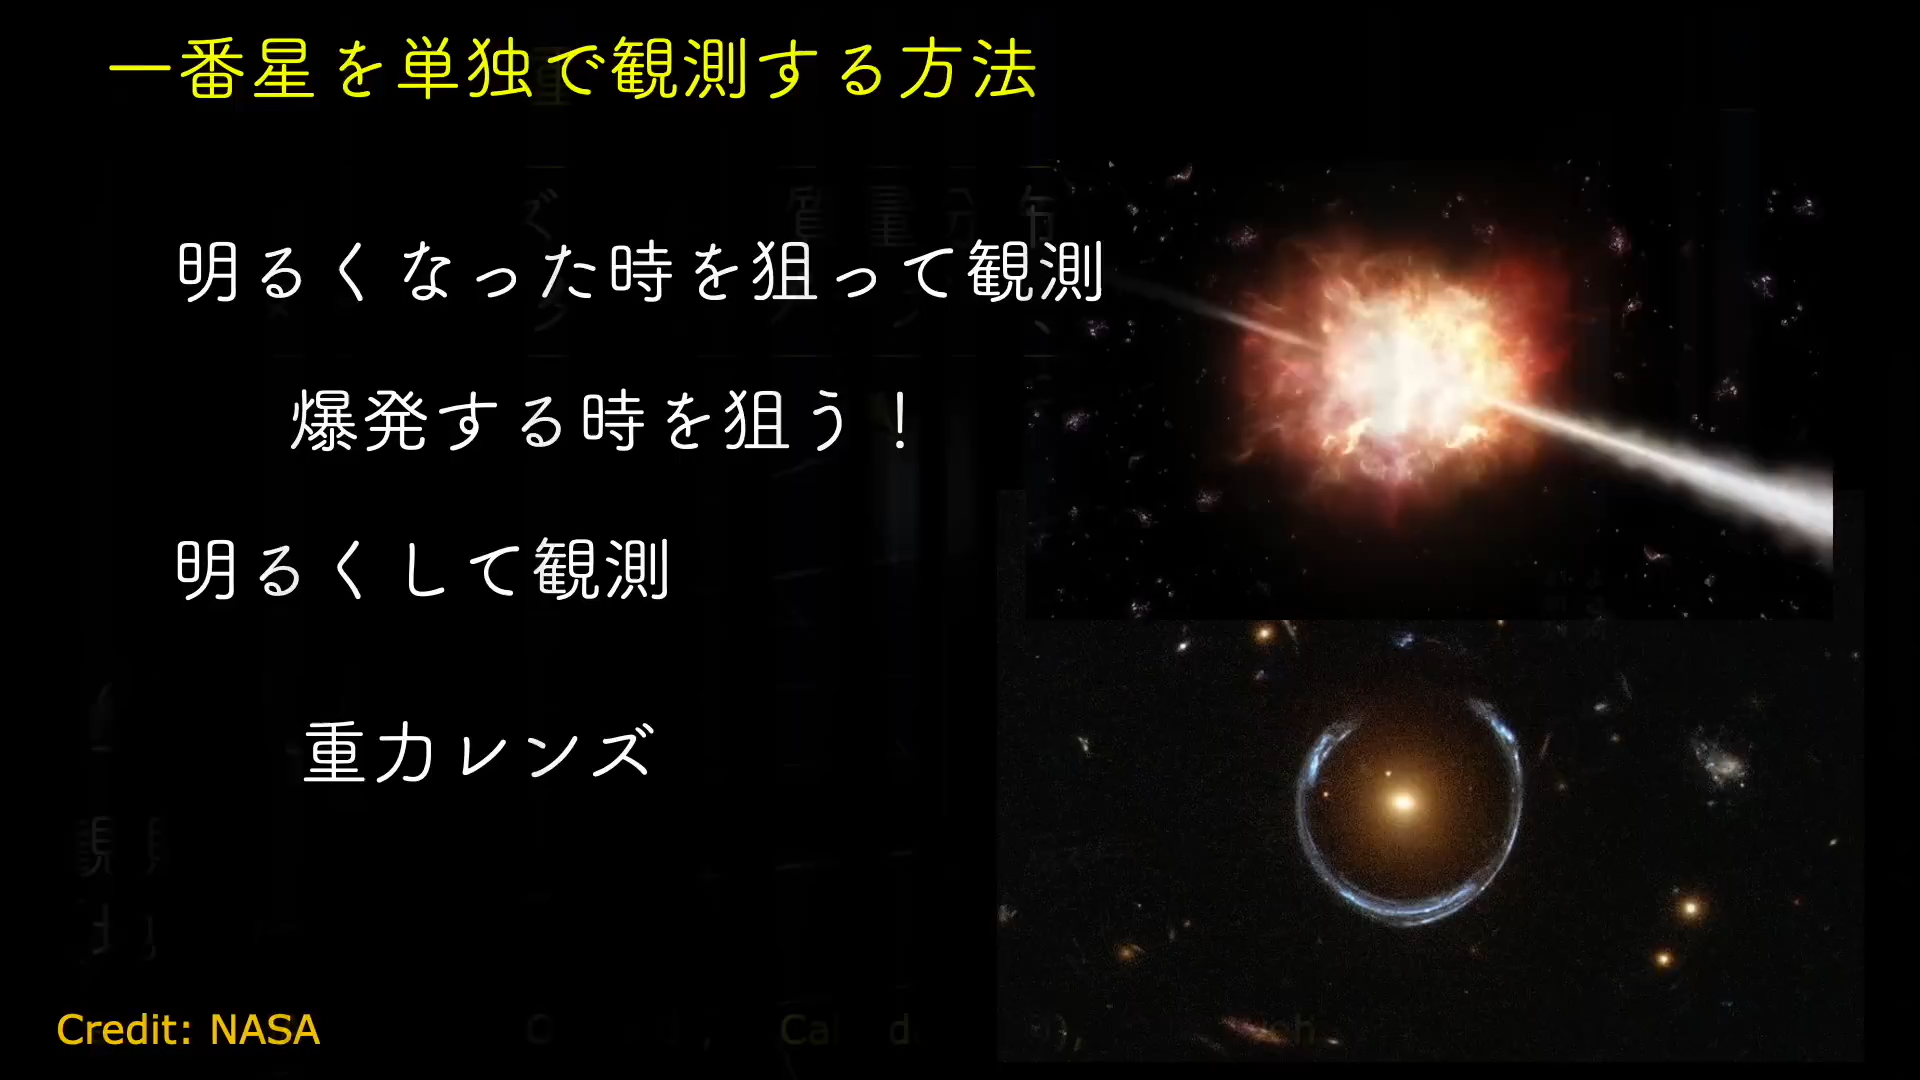 一番星を単独で観測する方法
明るくなった時を狙って観測
爆発する時を狙う！
明るくして観測
重力レンズ
Credit: NASA